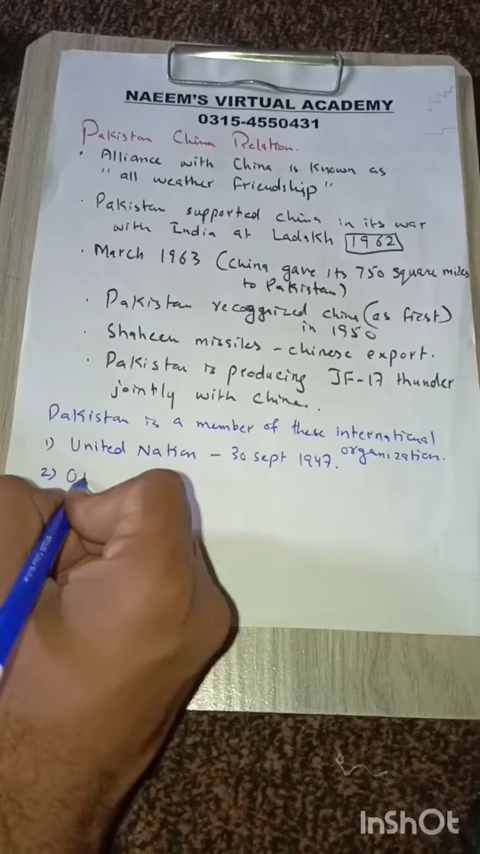 NAEEM'S VIRTUAL ACADEMY
0315-4550431
Pakistan China Relation.
• Alliance with China is known as
"all weather friendship"
• Pakistan supported china in its war
with India at Ladakh 1962
• March 1963 (China gave its 750 square miles
to Pakistan)
• Pakistan recognized china (as first)
in 1950
• Shaheen missiles - chinese export.
• Pakistan is producing JF-17 thunder
jointly with china.
Pakistan is a member of these international
organization.
1) United Nation - 30 sept 1947.
2)
InShOt